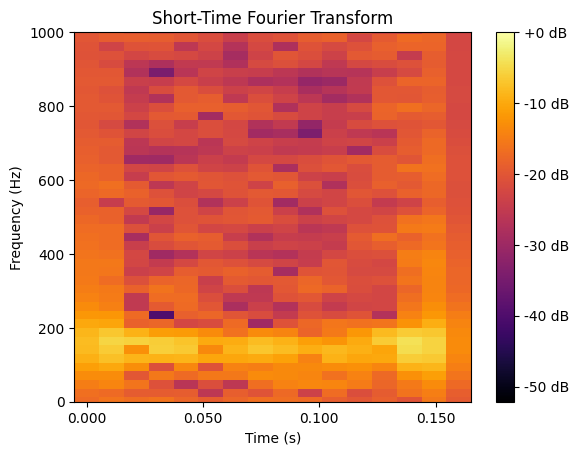 Short-Time Fourier Transform
1000
800
600
400
200
0
Frequency (Hz)
0.000
0.050
0.100
0.150
Time (s)
+0 dB
-10 dB
-20 dB
-30 dB
-40 dB
-50 dB